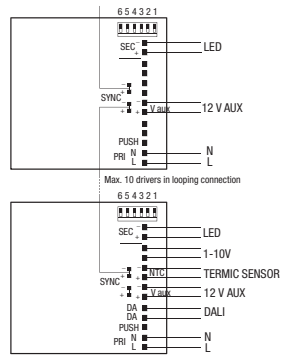 6 5 4 3 2 1
SEC - LED
+
- -
SYNC +
- -
+ + V aux 12 V AUX
PUSH
PRI N N
L L
Max. 10 drivers in looping connection
6 5 4 3 2 1
SEC - LED
+
1-10V
- -
SYNC + + NTC TERMIC SENSOR
- -
+ + V aux 12 V AUX
DA DALI
DA
PUSH
PRI N N
L L